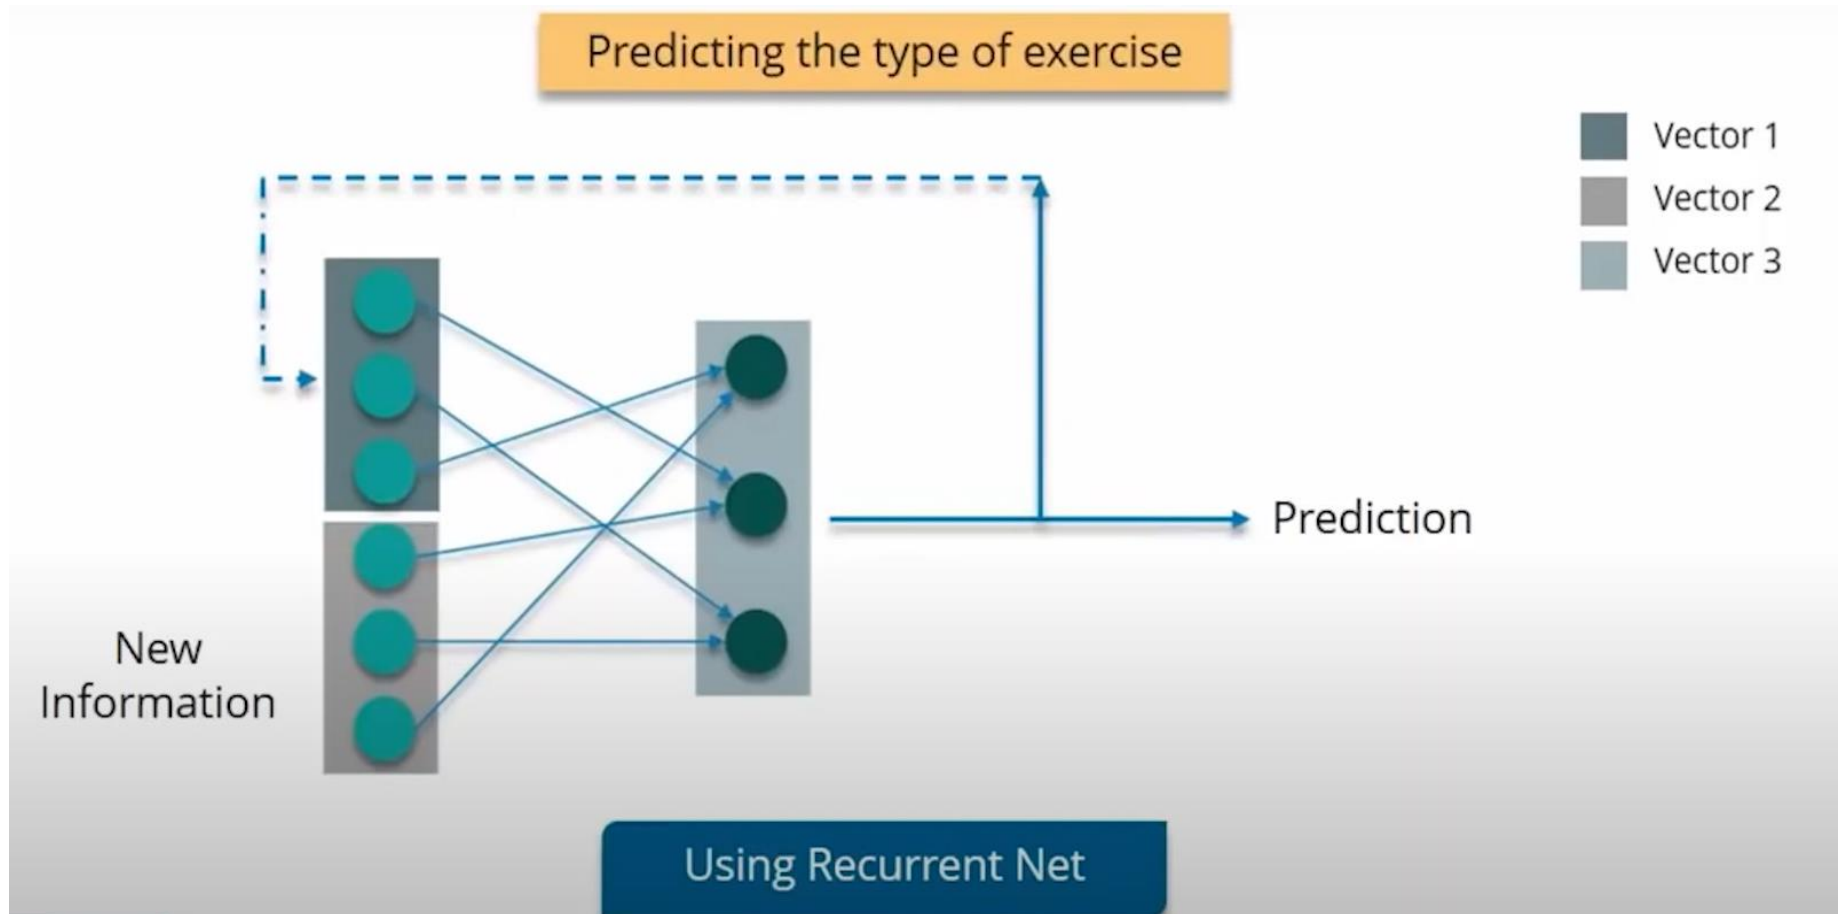 Predicting the type of exercise
Vector 1
Vector 2
Vector 3
Prediction
New
Information
Using Recurrent Net